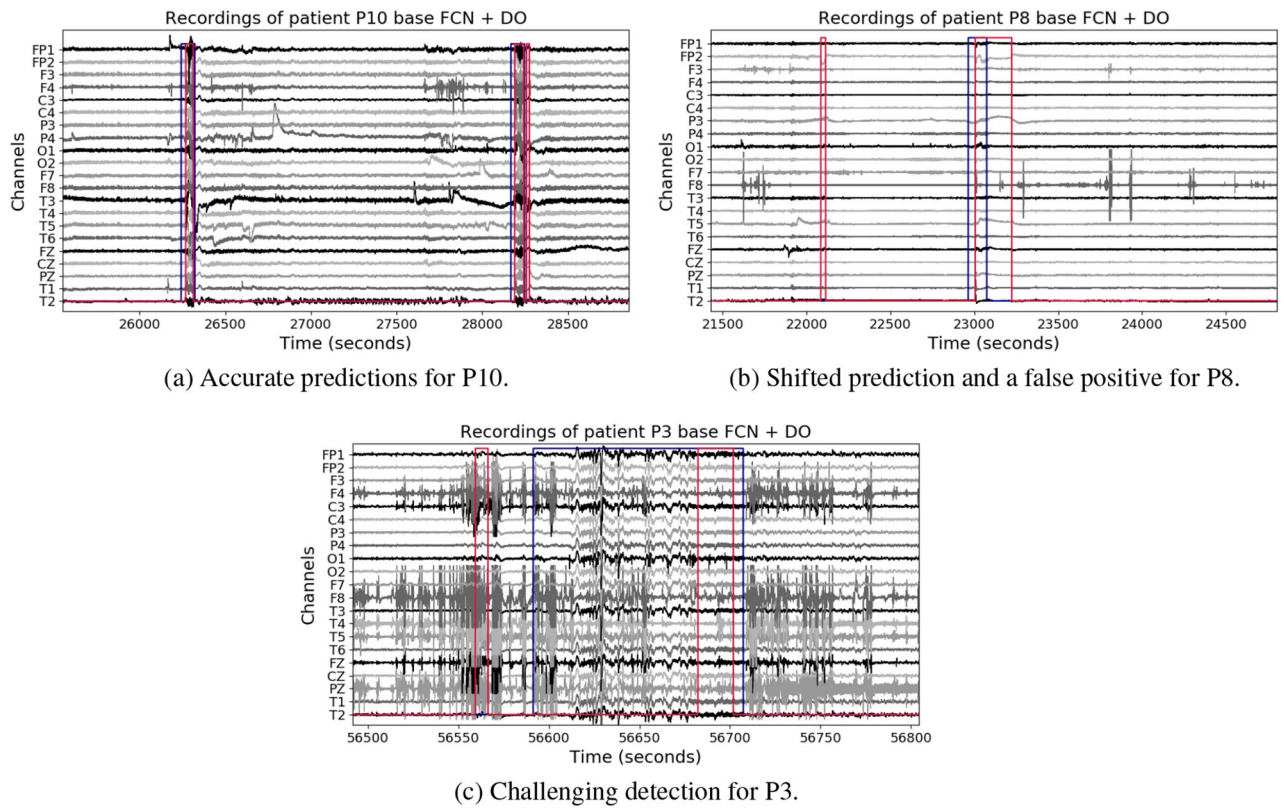 Recordings of patient P10 base FCN + DO
Channels
FP1
FP2
F3
F4
C3
C4
P3
P4
O1
O2
F7
F8
T3
T4
T5
T6
FZ
CZ
PZ
T1
T2
26000 26500 27000 27500 28000 28500
Time (seconds)
(a) Accurate predictions for P10.
Recordings of patient P8 base FCN + DO
Channels
FP1
FP2
F3
F4
C3
C4
P3
P4
O1
O2
F7
F8
T3
T4
T5
T6
FZ
CZ
PZ
T1
T2
21500 22000 22500 23000 23500 24000 24500
Time (seconds)
(b) Shifted prediction and a false positive for P8.
Recordings of patient P3 base FCN + DO
Channels
FP1
FP2
F3
F4
C3
C4
P3
P4
O1
O2
F7
F8
T3
T4
T5
T6
FZ
CZ
PZ
T1
T2
56500 56550 56600 56650 56700 56750 56800
Time (seconds)
(c) Challenging detection for P3.